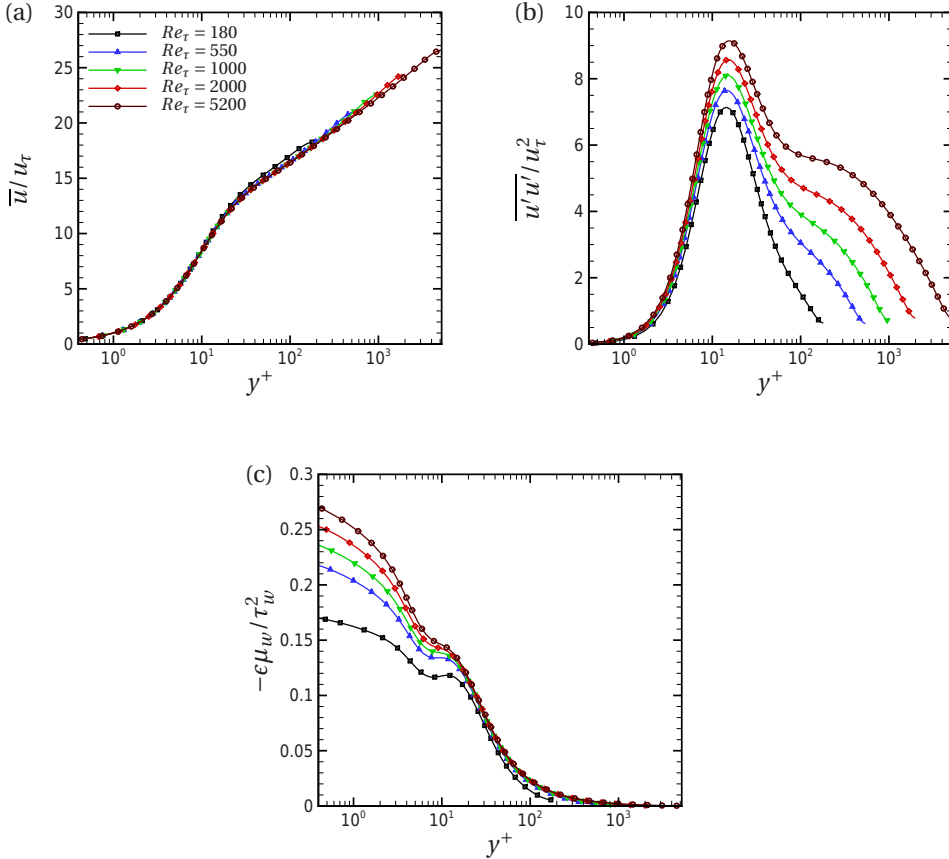 (a)
30
25
20
15
10
5
0
u̅/u_τ
Re_τ = 180
Re_τ = 550
Re_τ = 1000
Re_τ = 2000
Re_τ = 5200
10^0 10^1 10^2 10^3
y^+
(b)
10
8
6
4
2
0
\overline{u'u'}/u_τ^2
10^0 10^1 10^2 10^3
y^+
(c)
0.3
0.25
0.2
0.15
0.1
0.05
0
−ϵμ_w/τ_w^2
10^0 10^1 10^2 10^3
y^+